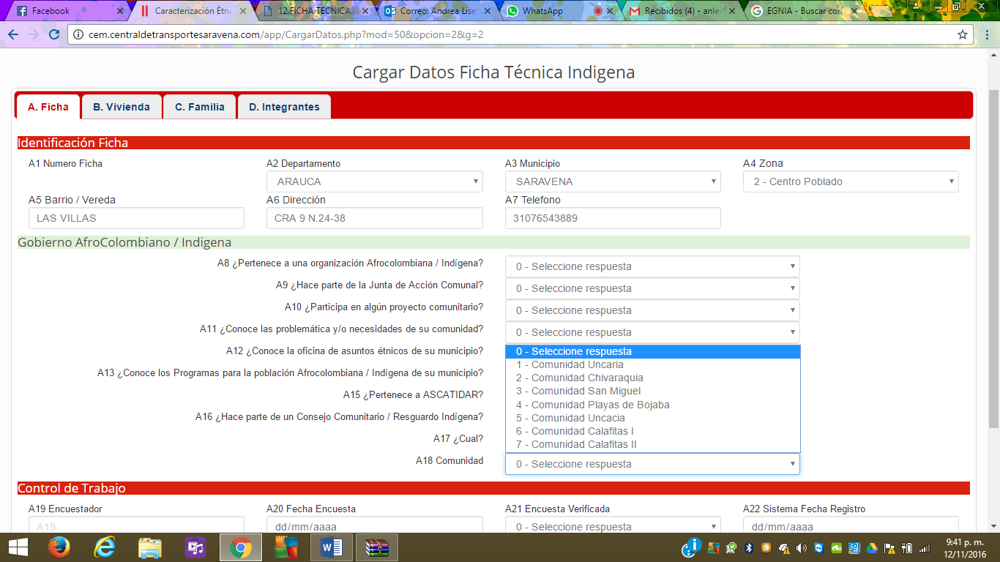 Facebook
Caracterización Étni
12.FICHA TECNICA
Correo: Andrea Liset
WhatsApp
Recibidos (4) - anle
EGNIA - Buscar con
cem.centraldetransportesaravena.com/app/CargarDatos.php?mod=50&opcion=2&g=2
Cargar Datos Ficha Técnica Indigena
A. Ficha
B. Vivienda
C. Familia
D. Integrantes
Identificación Ficha
A1 Numero Ficha
A2 Departamento
A3 Municipio
A4 Zona
ARAUCA
SARAVENA
2 - Centro Poblado
A5 Barrio / Vereda
A6 Dirección
A7 Telefono
LAS VILLAS
CRA 9 N.24-38
31076543889
Gobierno AfroColombiano / Indigena
A8 ¿Pertenece a una organización Afrocolombiana / Indígena?
0 - Seleccione respuesta
A9 ¿Hace parte de la Junta de Acción Comunal?
0 - Seleccione respuesta
A10 ¿Participa en algún proyecto comunitario?
0 - Seleccione respuesta
A11 ¿Conoce las problemática y/o necesidades de su comunidad?
0 - Seleccione respuesta
A12 ¿Conoce la oficina de asuntos étnicos de su municipio?
A13 ¿Conoce los Programas para la población Afrocolombiana / Indígena de su municipio?
A15 ¿Pertenece a ASCATIDAR?
A16 ¿Hace parte de un Consejo Comunitario / Resguardo Indígena?
A17 ¿Cual?
0 - Seleccione respuesta
1 - Comunidad Uncaria
2 - Comunidad Chivaraquia
3 - Comunidad San Miguel
4 - Comunidad Playas de Bojaba
5 - Comunidad Uncacia
6 - Comunidad Calafitas I
7 - Comunidad Calafitas II
A18 Comunidad
0 - Seleccione respuesta
Control de Trabajo
A19 Encuestador
A20 Fecha Encuesta
A21 Encuesta Verificada
A22 Sistema Fecha Registro
A19
dd/mm/aaaa
0 - Seleccione respuesta
dd/mm/aaaa
9:41 p. m.
12/11/2016